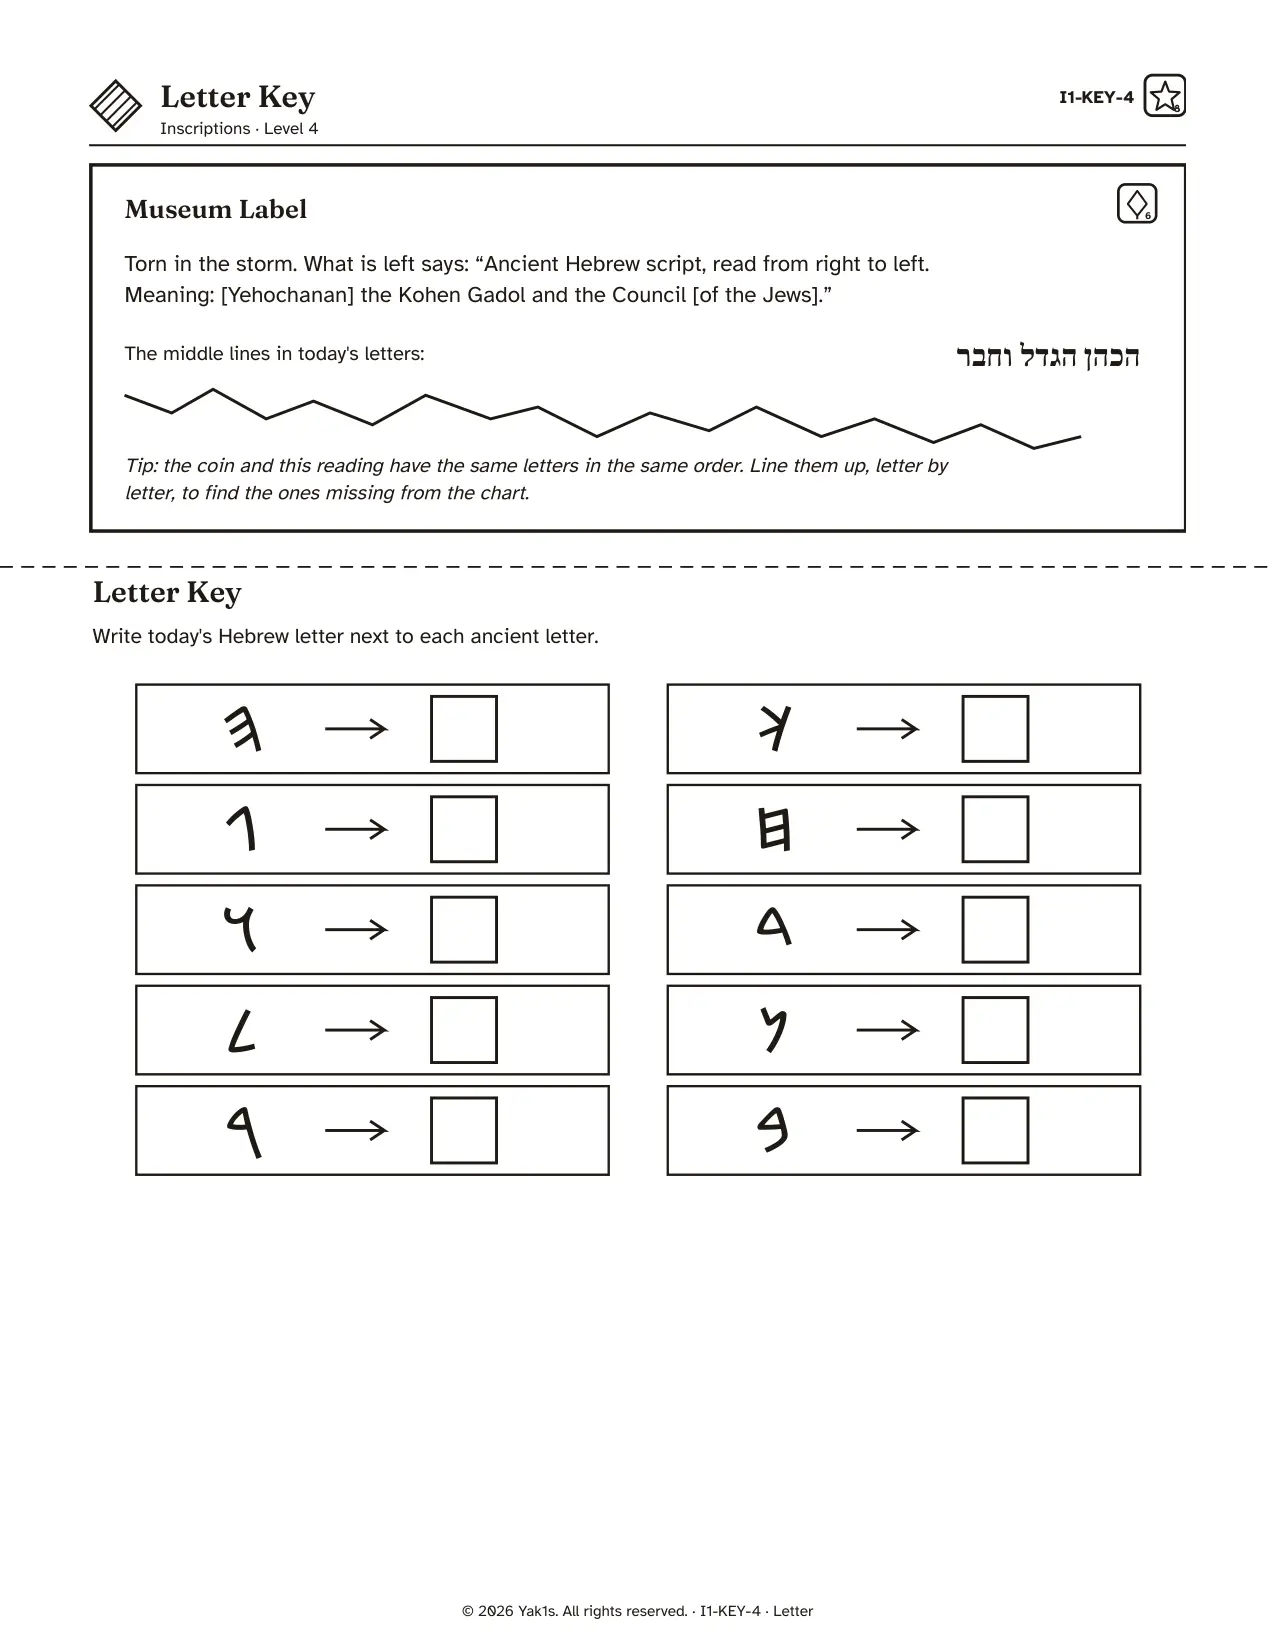 Letter Key
Inscriptions · Level 4
I1-KEY-4
8
Museum Label
6
Torn in the storm. What is left says: “Ancient Hebrew script, read from right to left.
Meaning: [Yehochanan] the Kohen Gadol and the Council [of the Jews].”
The middle lines in today's letters:
הכהן הגדל וחבר
Tip: the coin and this reading have the same letters in the same order. Line them up, letter by
letter, to find the ones missing from the chart.
Letter Key
Write today's Hebrew letter next to each ancient letter.
𐤄 → 𐤊 →
𐤂 → 𐤇 →
𐤅 → 𐤃 →
𐤋 → 𐤍 →
𐤓 → 𐤁 →
© 2026 Yak1s. All rights reserved. · I1-KEY-4 · Letter